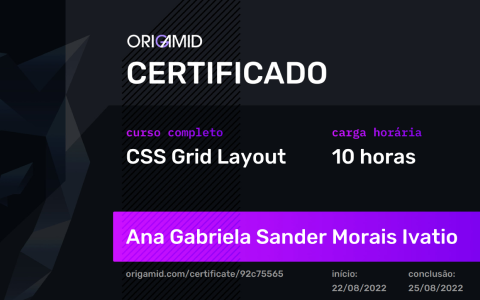 ORIGAMID
CERTIFICADO
curso completo
carga horária
CSS Grid Layout
10 horas
Ana Gabriela Sander Morais Ivatio
origamid.com/certificate/92c75565
início:
22/08/2022
conclusão:
25/08/2022